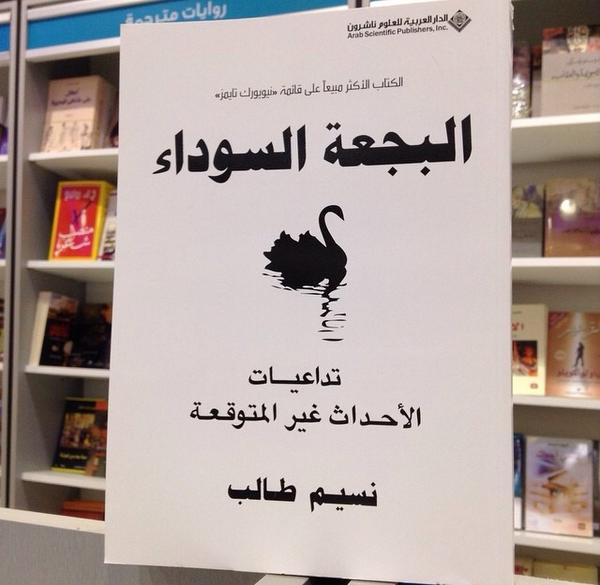 روايات مترجمة
الدار العربية للعلوم ناشرون
Arab Scientific Publishers, Inc.
الكتاب الأكثر مبيعاً على قائمة «نيويورك تايمز»
البجعة السوداء
تداعيات
الأحداث غير المتوقعة
نسيم طالب